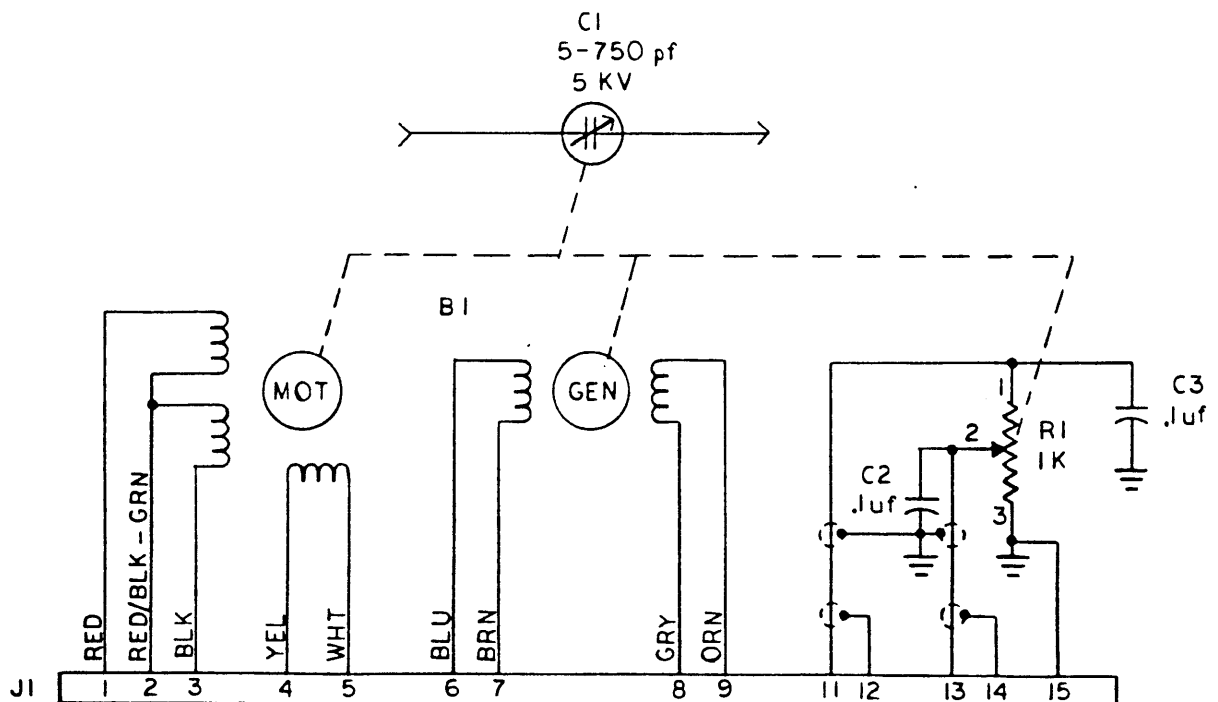 C1
5-750 pf
5 KV
B1
MOT
GEN
1
2
3
R1
1K
C3
.1uf
C2
.1uf
RED
RED/BLK-GRN
BLK
YEL
WHT
BLU
BRN
GRY
ORN
J1
1 2 3 4 5 6 7 8 9 11 12 13 14 15